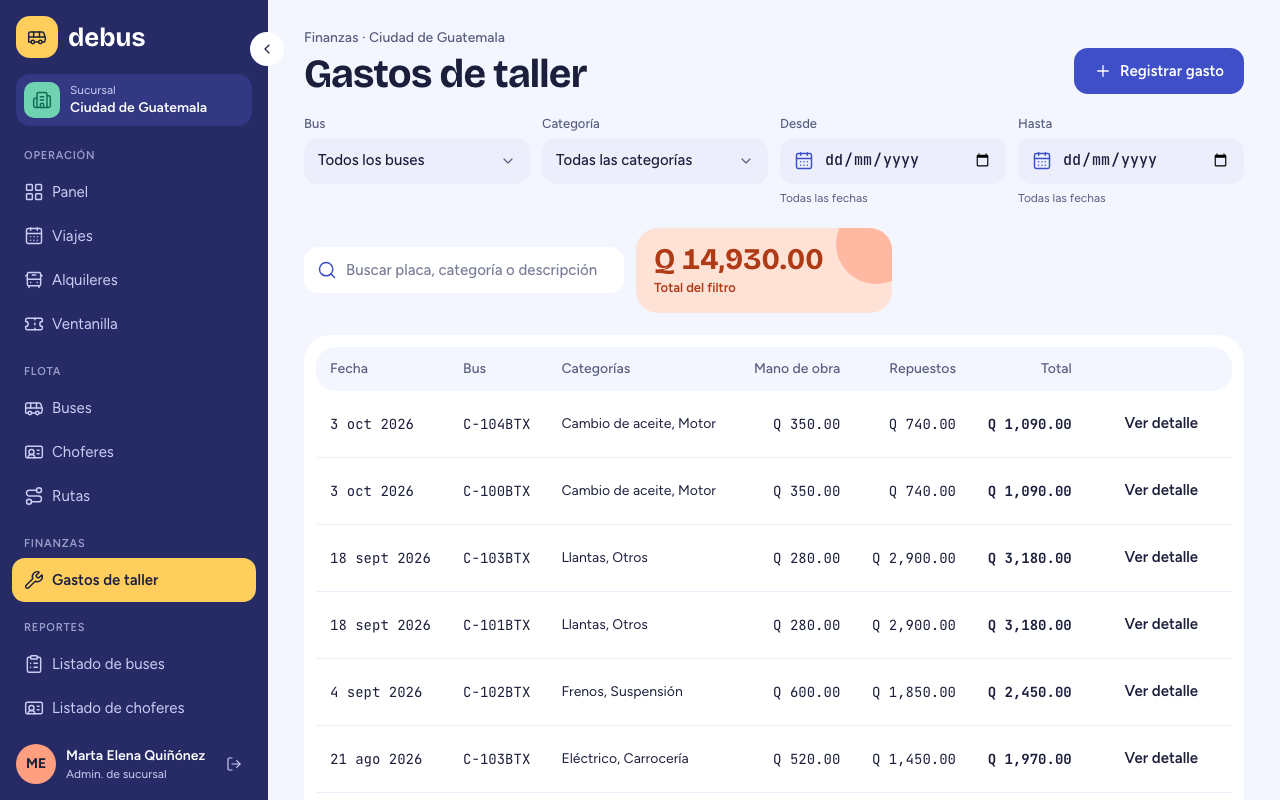 debus
Sucursal
Ciudad de Guatemala
OPERACIÓN
Panel
Viajes
Alquileres
Ventanilla
FLOTA
Buses
Choferes
Rutas
FINANZAS
Gastos de taller
REPORTES
Listado de buses
Listado de choferes
ME
Marta Elena Quiñónez
Admin. de sucursal
Finanzas · Ciudad de Guatemala
Gastos de taller
Registrar gasto
Bus
Categoría
Desde
Hasta
Todos los buses
Todas las categorías
dd/mm/yyyy
dd/mm/yyyy
Todas las fechas
Todas las fechas
Buscar placa, categoría o descripción
Q 14,930.00
Total del filtro
Fecha Bus Categorías Mano de obra Repuestos Total
3 oct 2026 C-104BTX Cambio de aceite, Motor Q 350.00 Q 740.00 Q 1,090.00 Ver detalle
3 oct 2026 C-100BTX Cambio de aceite, Motor Q 350.00 Q 740.00 Q 1,090.00 Ver detalle
18 sept 2026 C-103BTX Llantas, Otros Q 280.00 Q 2,900.00 Q 3,180.00 Ver detalle
18 sept 2026 C-101BTX Llantas, Otros Q 280.00 Q 2,900.00 Q 3,180.00 Ver detalle
4 sept 2026 C-102BTX Frenos, Suspensión Q 600.00 Q 1,850.00 Q 2,450.00 Ver detalle
21 ago 2026 C-103BTX Eléctrico, Carrocería Q 520.00 Q 1,450.00 Q 1,970.00 Ver detalle